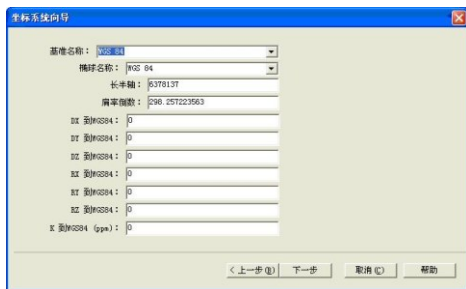 坐标系统向导
基准名称: WGS 84
椭球名称: WGS 84
长半轴: 6378137
扁率倒数: 298.257223563
DX 到WGS84: 0
DY 到WGS84: 0
DZ 到WGS84: 0
RX 到WGS84: 0
RY 到WGS84: 0
RZ 到WGS84: 0
K 到WGS84 (ppm): 0
< 上一步(B) 下一步 取消(C) 帮助